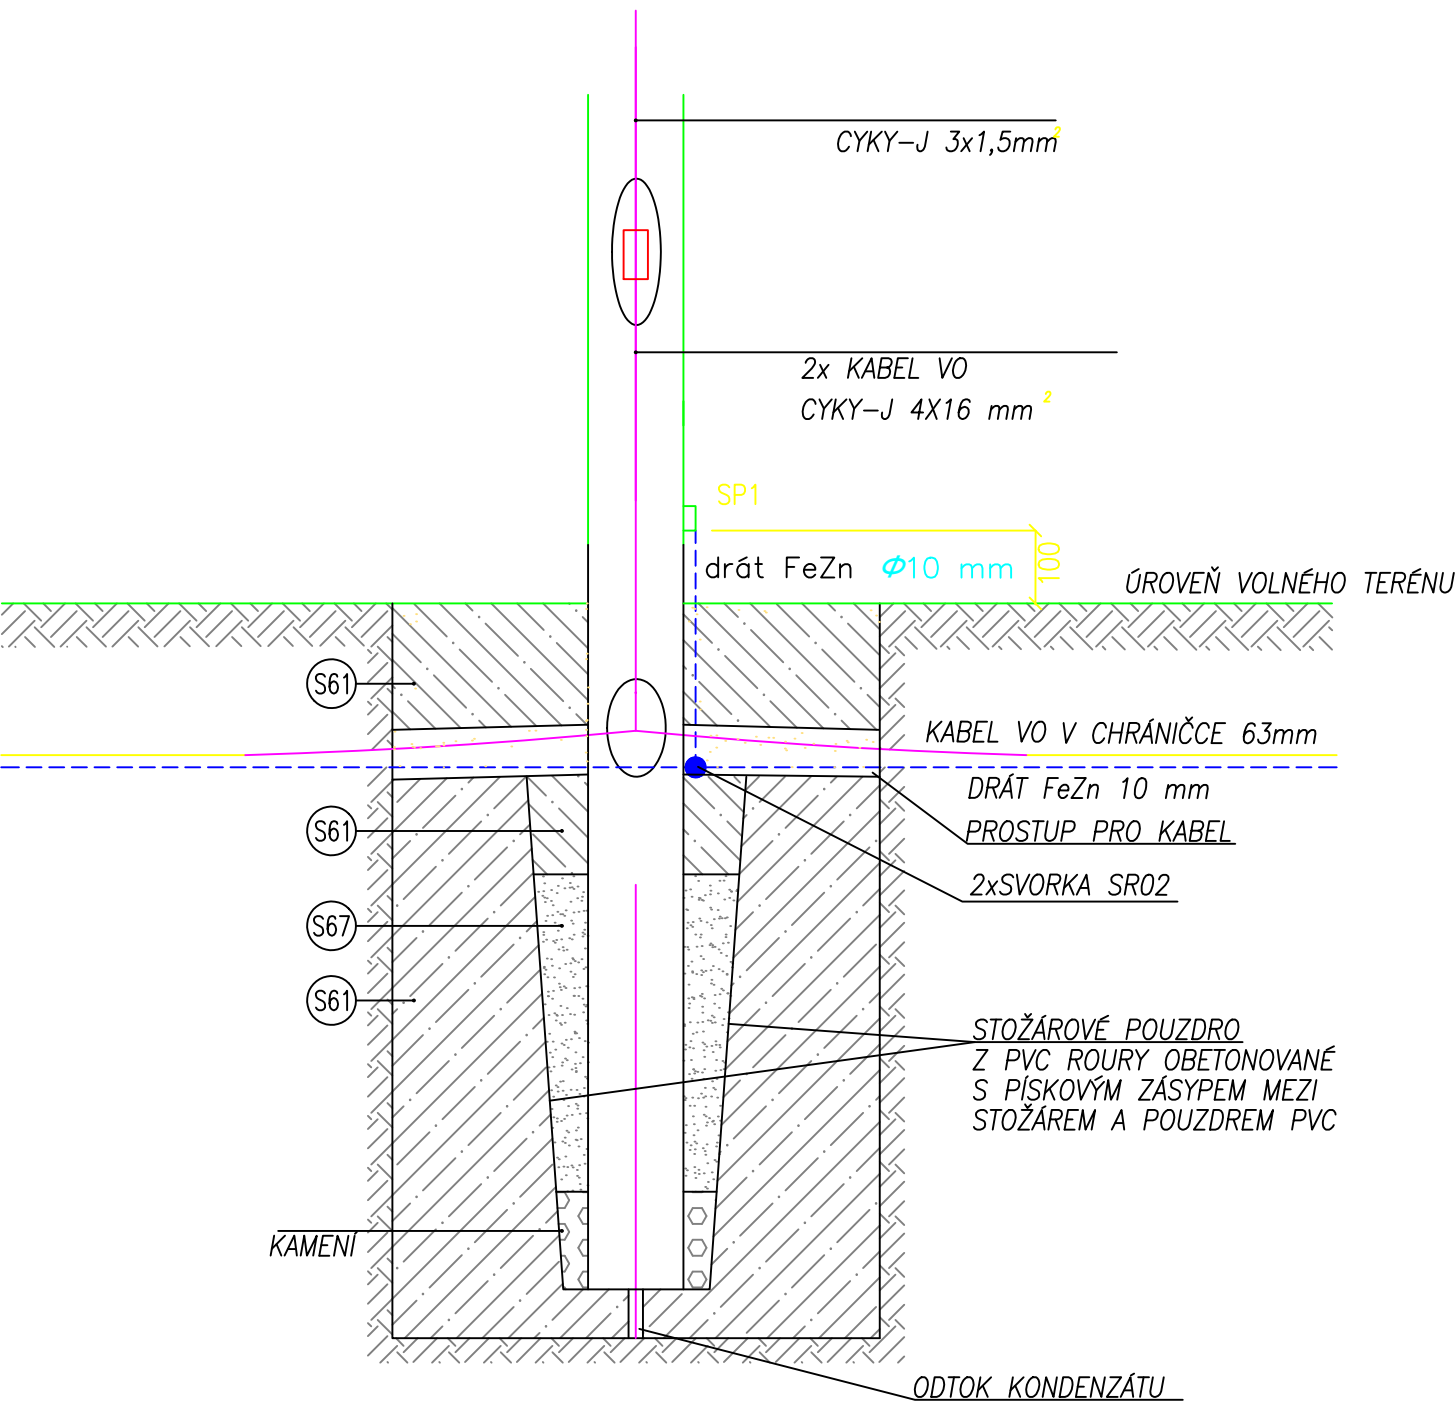 CYKY-J 3x1,5mm²
2x KABEL VO
CYKY-J 4X16 mm ²
SP1
drát FeZn Φ10 mm
100
ÚROVEŇ VOLNÉHO TERÉNU
S61
KABEL VO V CHRÁNIČCE 63mm
DRÁT FeZn 10 mm
S61
PROSTUP PRO KABEL
2xSVORKA SR02
S67
S61
STOŽÁROVÉ POUZDRO
Z PVC ROURY OBETONOVANÉ
S PÍSKOVÝM ZÁSYPEM MEZI
STOŽÁREM A POUZDREM PVC
KAMENÍ
ODTOK KONDENZÁTU